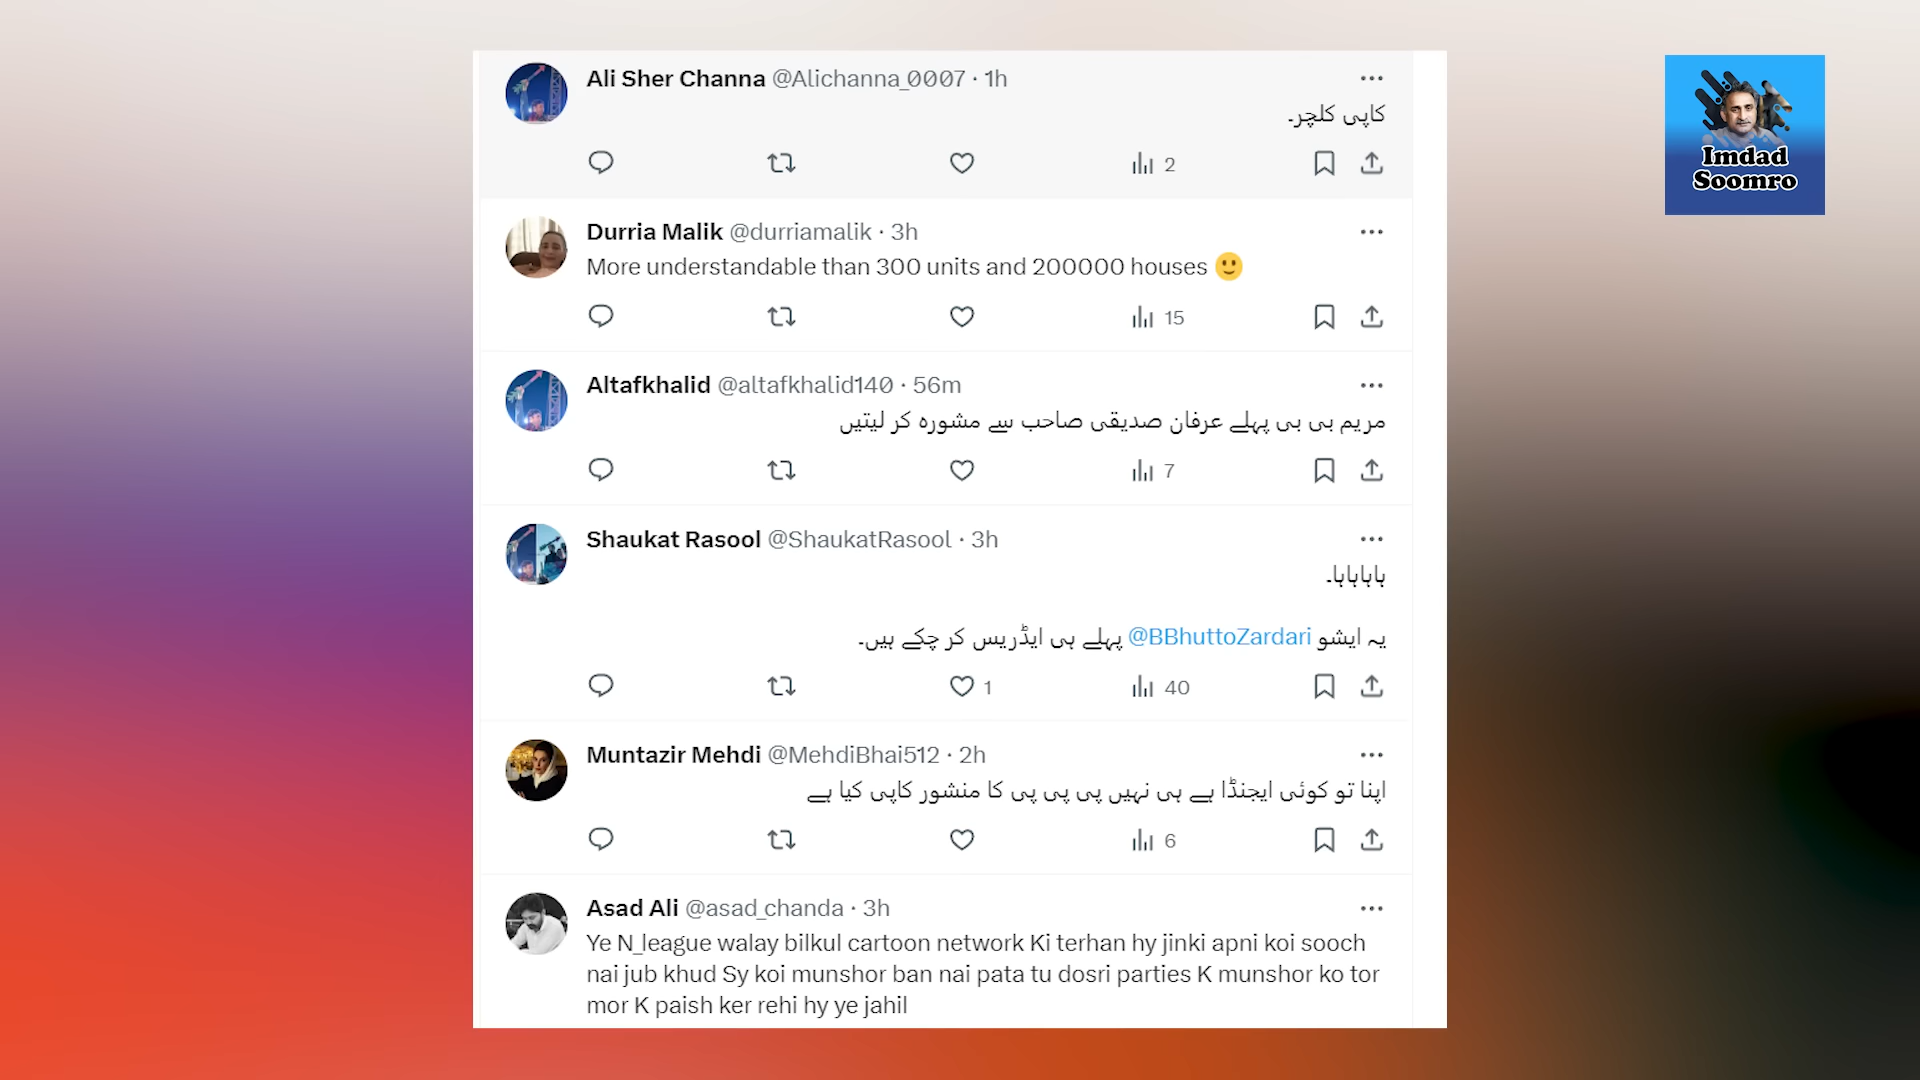 Ali Sher Channa @Alichanna_0007 · 1h
کاپی کلچر۔
2
Durria Malik @durriamalik · 3h
More understandable than 300 units and 200000 houses 🙂
15
Altafkhalid @altafkhalid140 · 56m
مریم بی بی پہلے عرفان صدیقی صاحب سے مشورہ کر لیتیں
7
Shaukat Rasool @ShaukatRasool · 3h
ہاہاہاہا۔
یہ ایشو @BBhuttoZardari پہلے ہی ایڈریس کر چکے ہیں۔
1 40
Muntazir Mehdi @MehdiBhai512 · 2h
اپنا تو کوئی ایجنڈا ہے ہی نہیں پی پی پی کا منشور کاپی کیا ہے
6
Asad Ali @asad_chanda · 3h
Ye N_league walay bilkul cartoon network Ki terhan hy jinki apni koi sooch
nai jub khud Sy koi munshor ban nai pata tu dosri parties K munshor ko tor
mor K paish ker rehi hy ye jahil
Imdad
Soomro